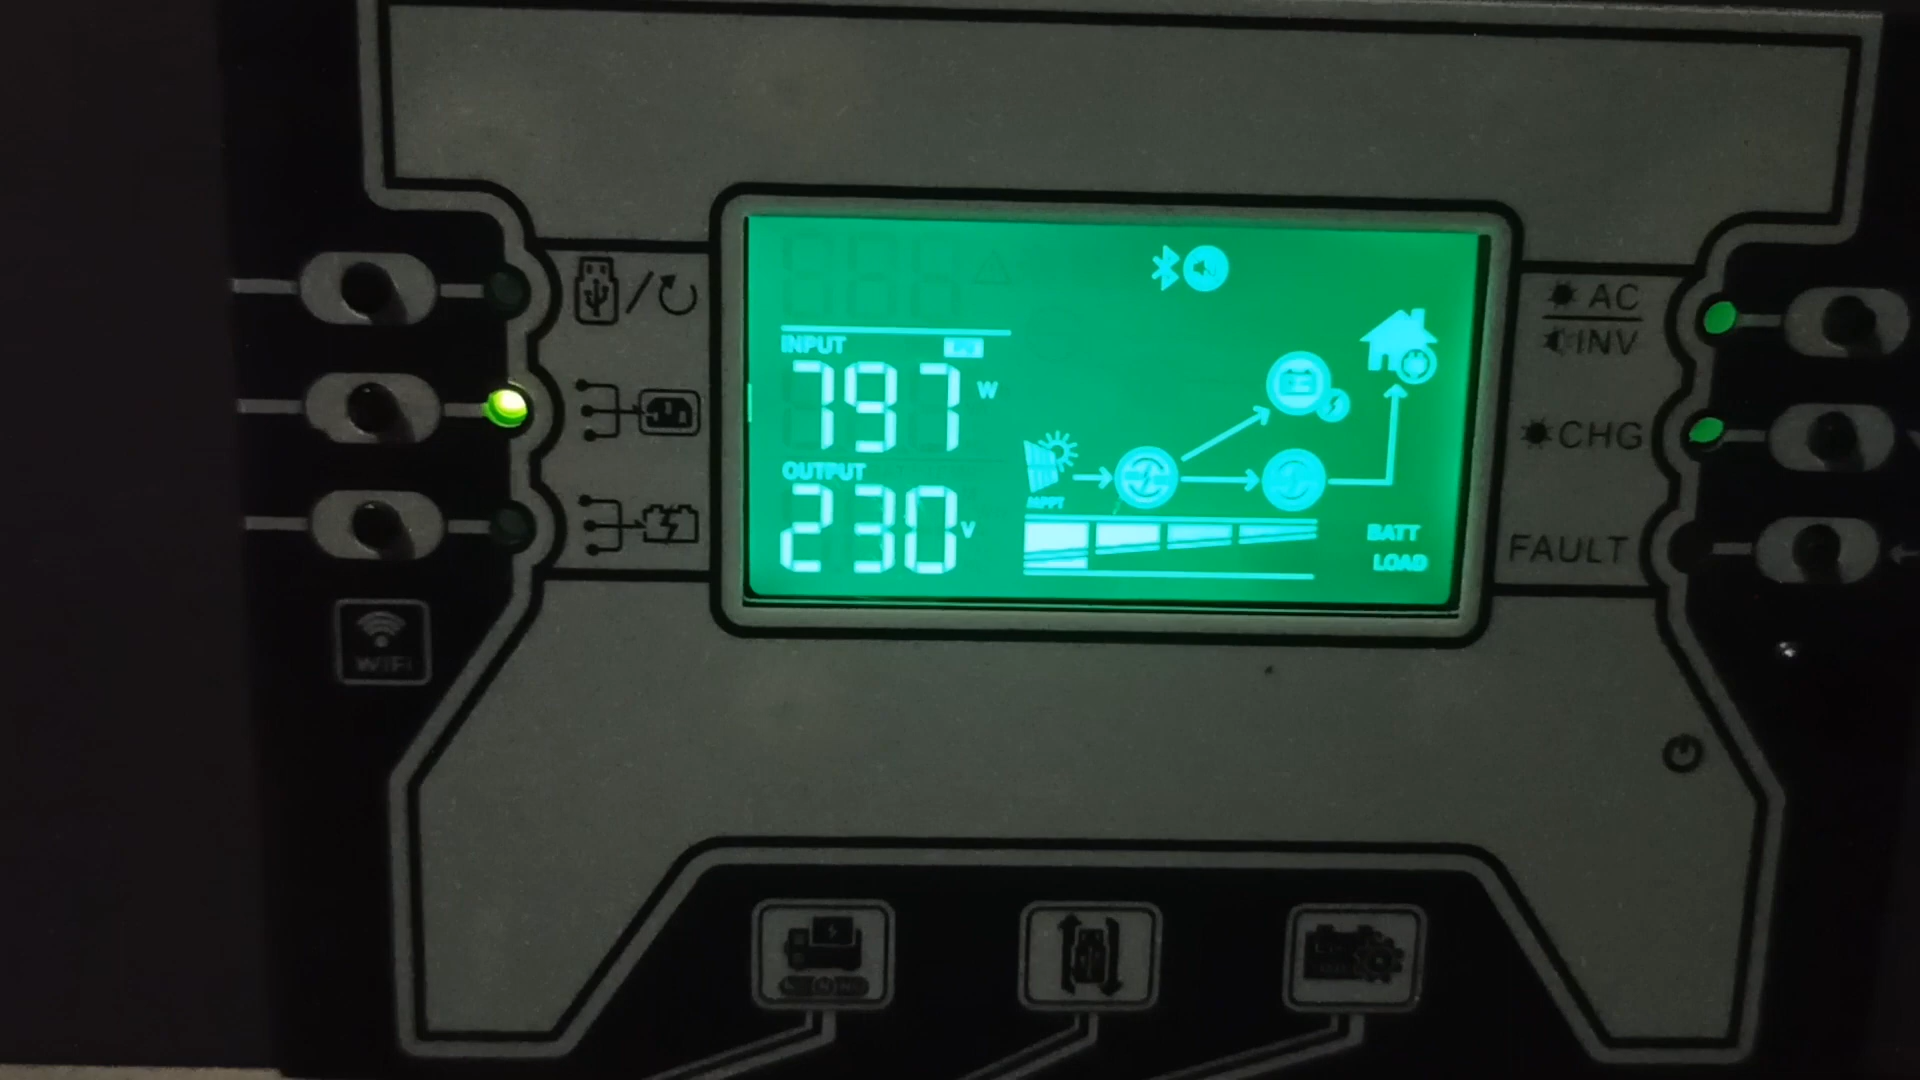 INPUT
797 W
OUTPUT
230 V
MPPT
BATT
LOAD
AC
INV
CHG
FAULT
WiFi